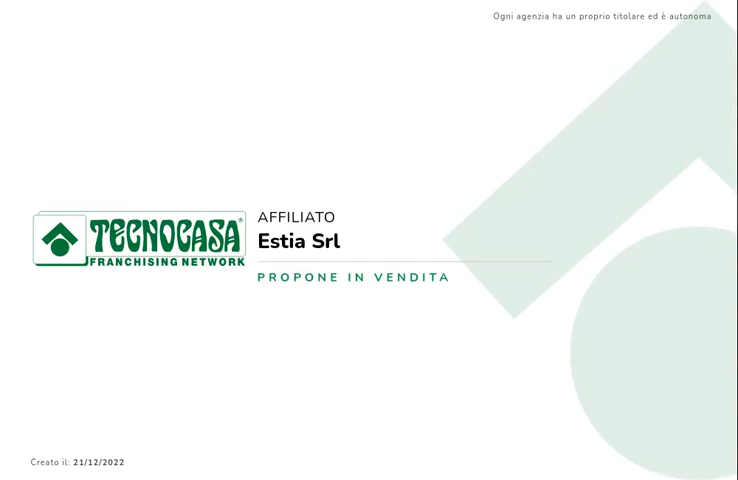 Ogni agenzia ha un proprio titolare ed è autonoma
TECNOCASA®
FRANCHISING NETWORK
AFFILIATO
Estia Srl
PROPONE IN VENDITA
Creato il: 21/12/2022